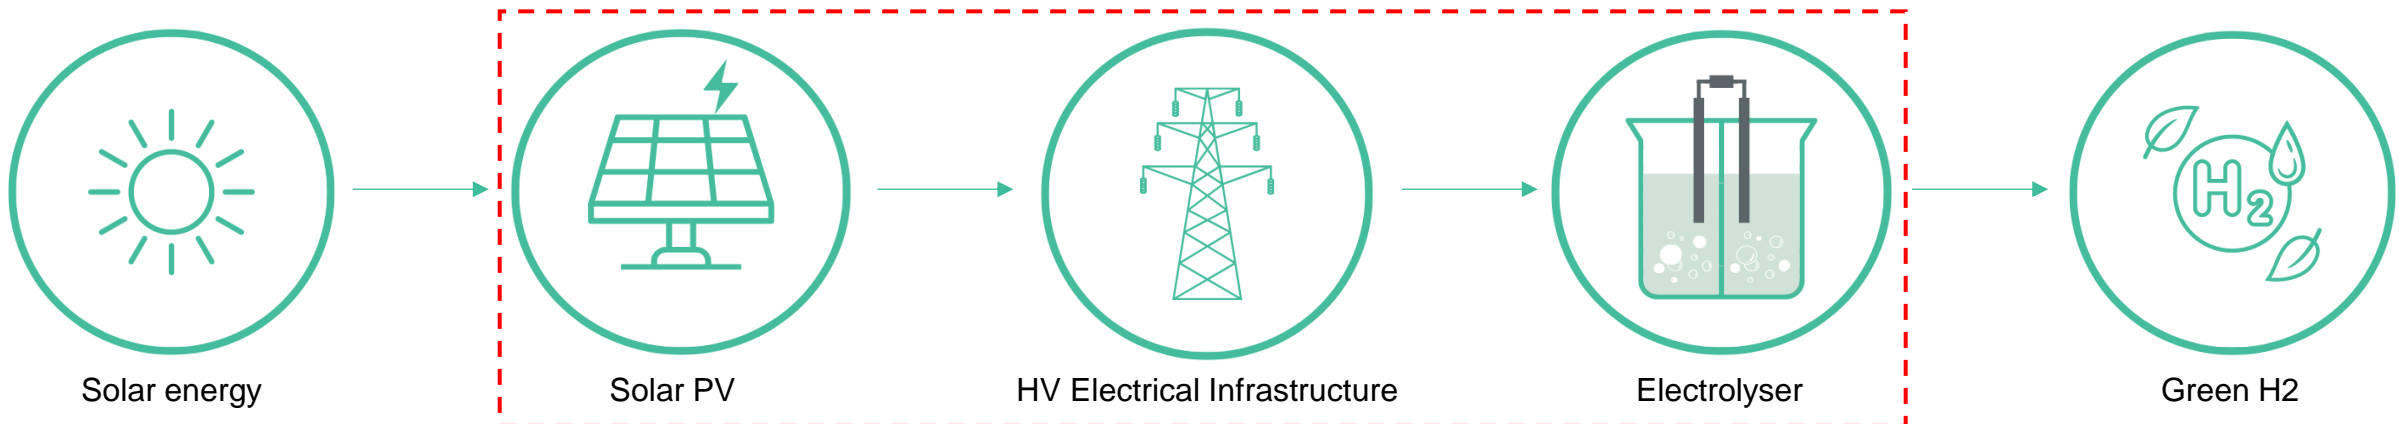 H2
Solar energy
Solar PV
HV Electrical Infrastructure
Electrolyser
Green H2